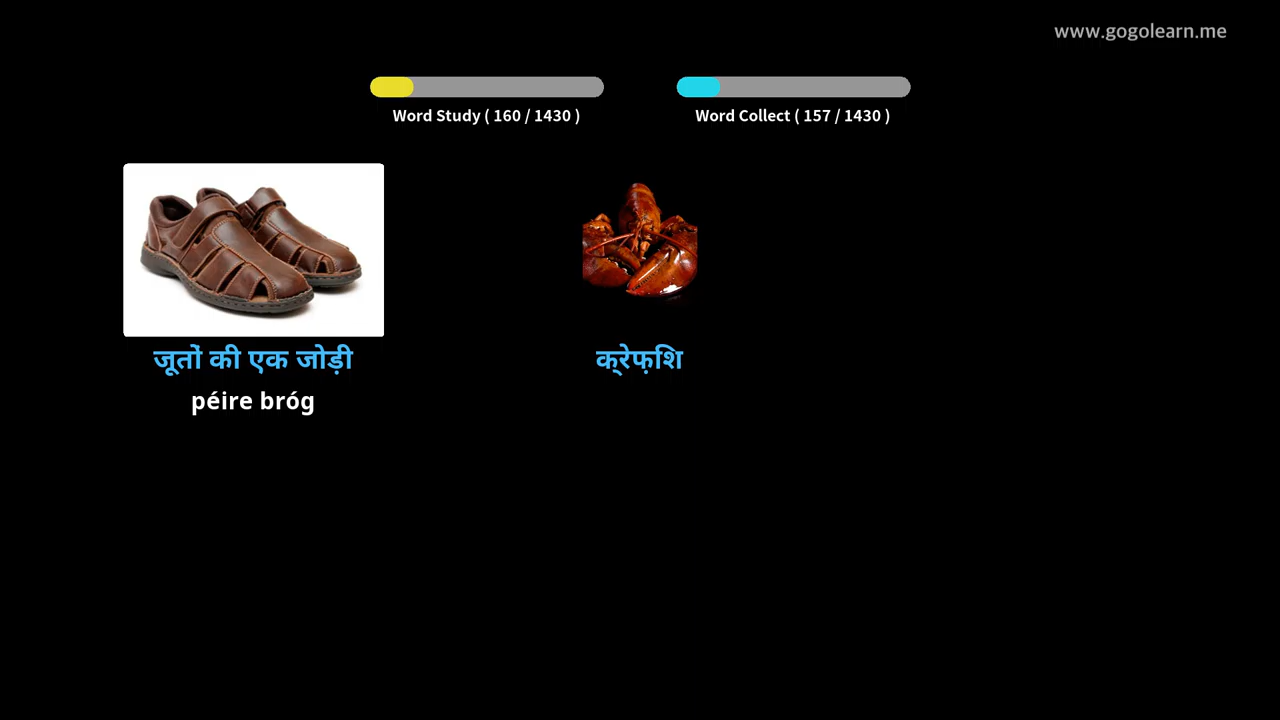 www.gogolearn.me
Word Study ( 160 / 1430 )
Word Collect ( 157 / 1430 )
जूतों की एक जोड़ी
péire bróg
क्रेफ़शि